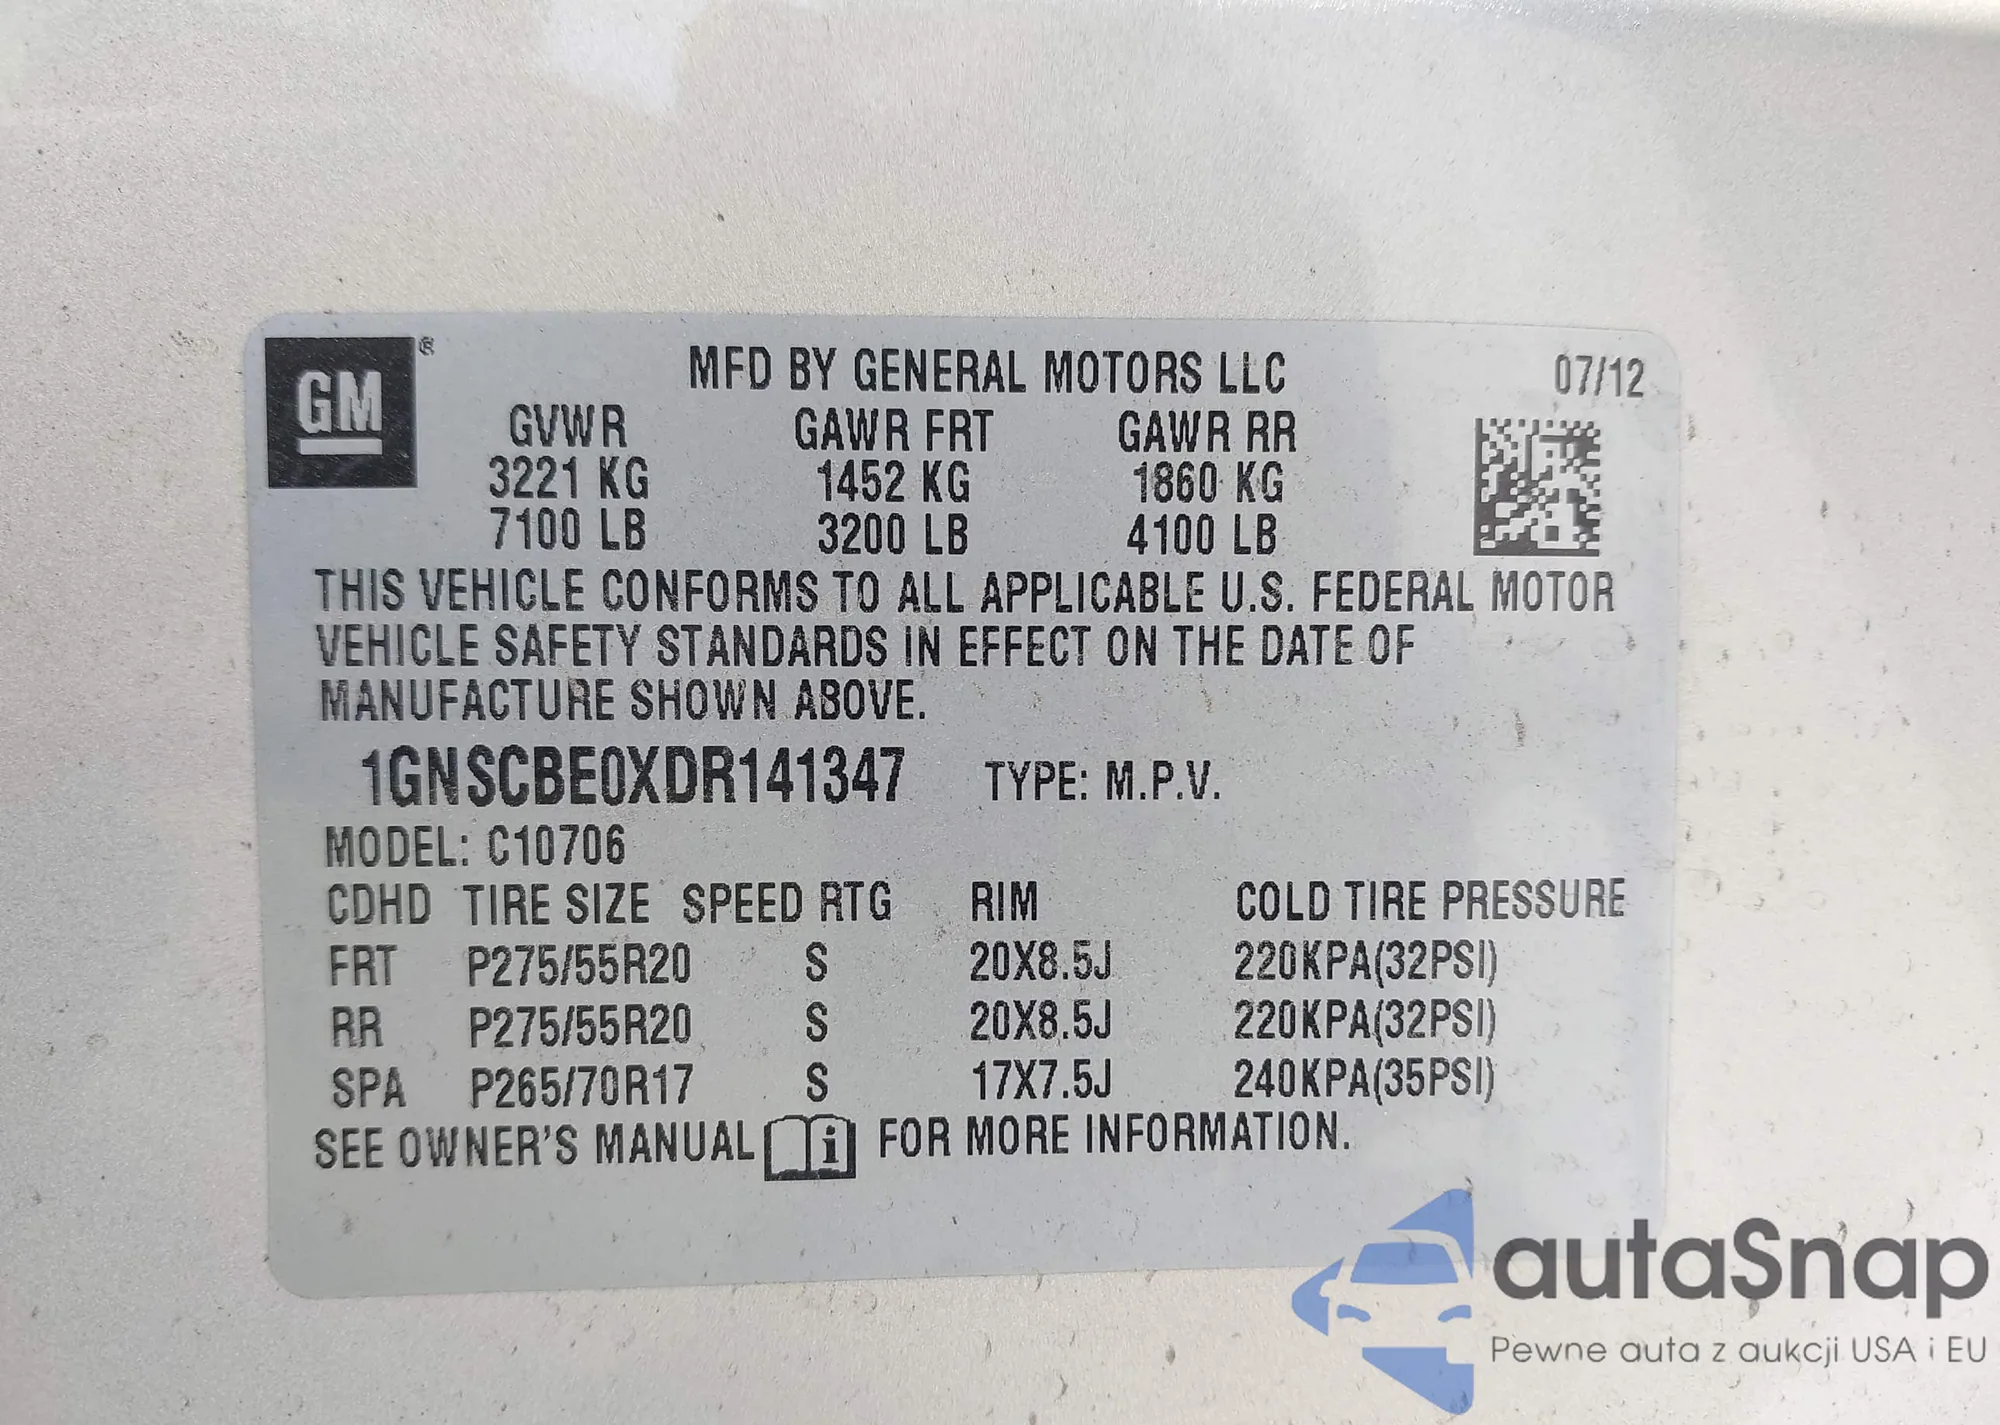 GM ®
MFD BY GENERAL MOTORS LLC 07/12
GVWR GAWR FRT GAWR RR
3221 KG 1452 KG 1860 KG
7100 LB 3200 LB 4100 LB
THIS VEHICLE CONFORMS TO ALL APPLICABLE U.S. FEDERAL MOTOR
VEHICLE SAFETY STANDARDS IN EFFECT ON THE DATE OF
MANUFACTURE SHOWN ABOVE.
1GNSCBE0XDR141347 TYPE: M.P.V.
MODEL: C10706
CDHD TIRE SIZE SPEED RTG RIM COLD TIRE PRESSURE
FRT P275/55R20 S 20X8.5J 220KPA(32PSI)
RR P275/55R20 S 20X8.5J 220KPA(32PSI)
SPA P265/70R17 S 17X7.5J 240KPA(35PSI)
SEE OWNER'S MANUAL i FOR MORE INFORMATION.
autaSnap
Pewne auta z aukcji USA i EU